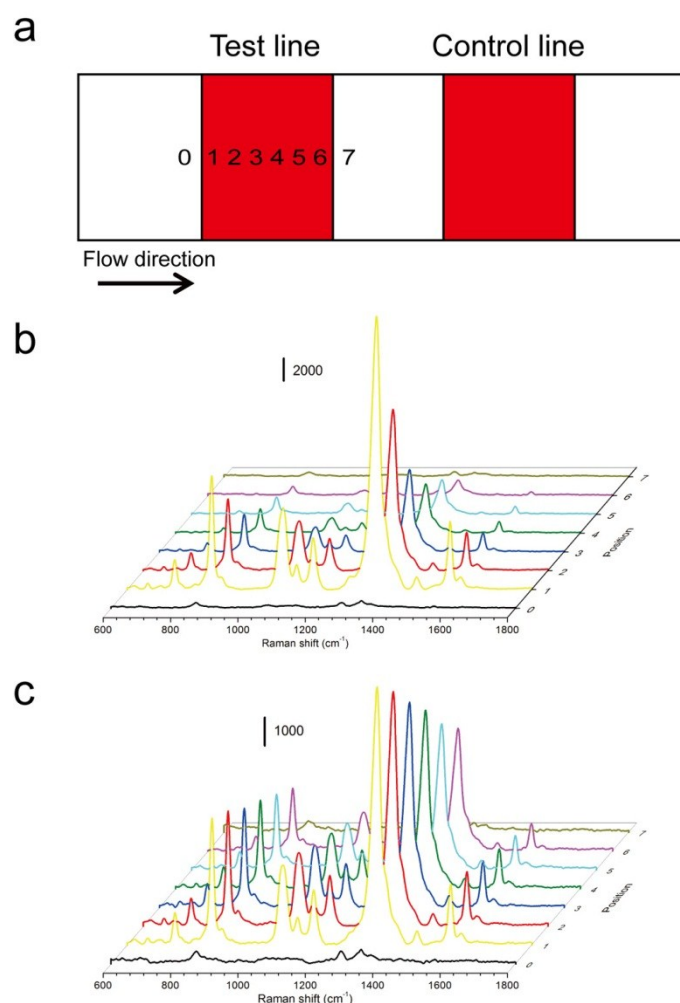 a
Test line Control line
0 1 2 3 4 5 6 7
Flow direction
b
2000
7
6
5
4
3
2
1
0
Position
600 800 1000 1200 1400 1600 1800
Raman shift (cm⁻¹)
c
1000
7
6
5
4
3
2
1
0
Position
600 800 1000 1200 1400 1600 1800
Raman shift (cm⁻¹)